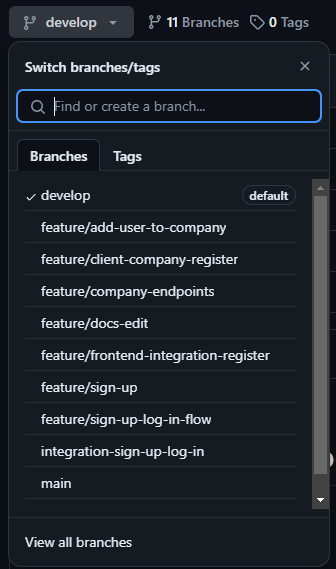 develop 11 Branches 0 Tags
Switch branches/tags
Find or create a branch...
Branches Tags
develop default
feature/add-user-to-company
feature/client-company-register
feature/company-endpoints
feature/docs-edit
feature/frontend-integration-register
feature/sign-up
feature/sign-up-log-in-flow
integration-sign-up-log-in
main
View all branches